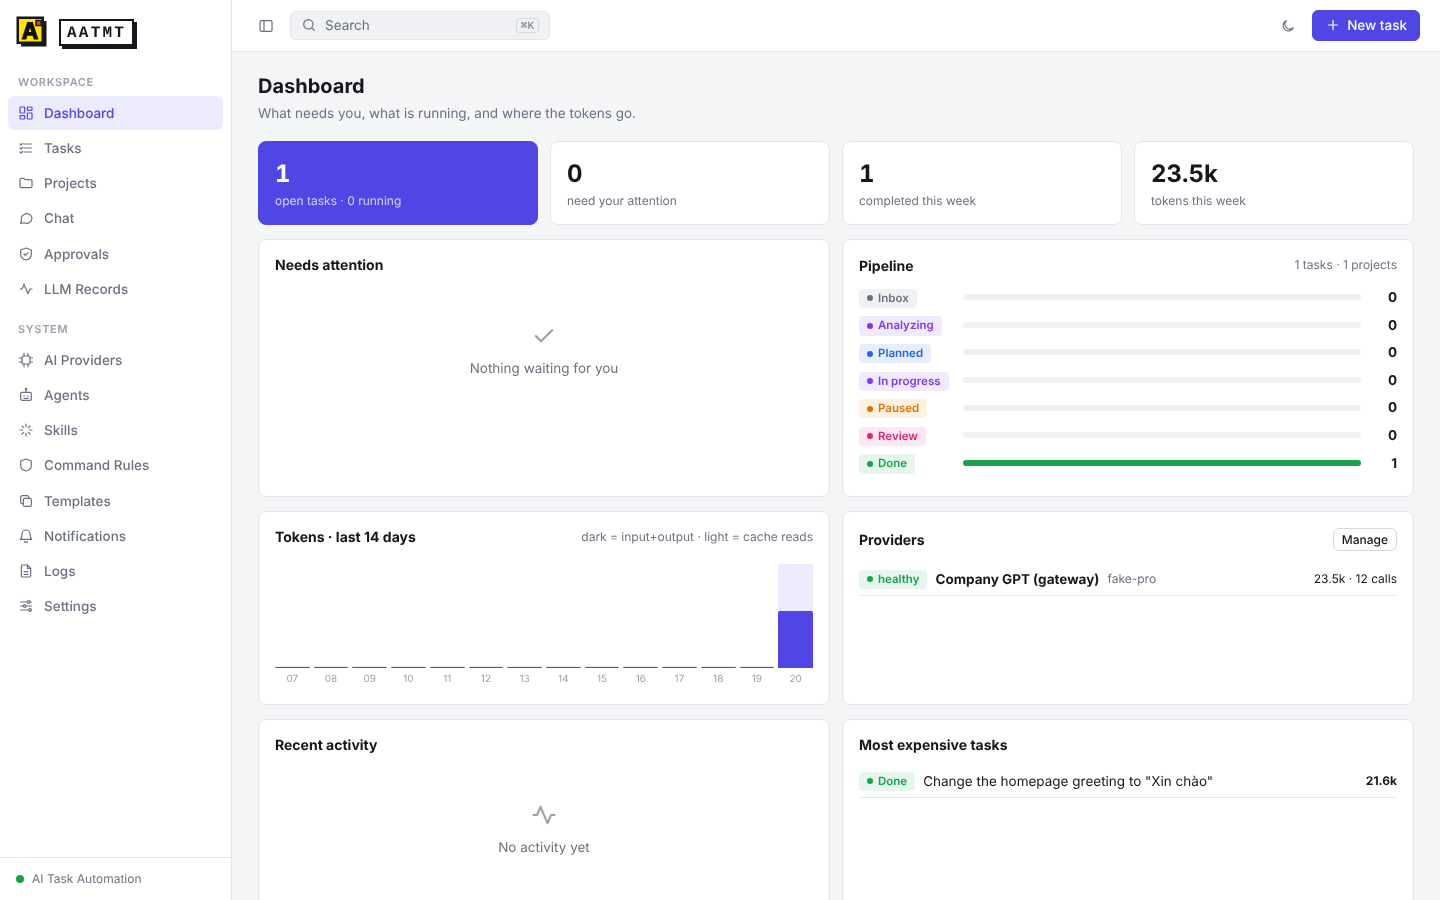 A
AATMT
WORKSPACE
Dashboard
Tasks
Projects
Chat
Approvals
LLM Records
SYSTEM
AI Providers
Agents
Skills
Command Rules
Templates
Notifications
Logs
Settings
AI Task Automation
Search ⌘K
New task
Dashboard
What needs you, what is running, and where the tokens go.
1
open tasks · 0 running
0
need your attention
1
completed this week
23.5k
tokens this week
Needs attention
Nothing waiting for you
Pipeline 1 tasks · 1 projects
Inbox 0
Analyzing 0
Planned 0
In progress 0
Paused 0
Review 0
Done 1
Tokens · last 14 days dark = input+output · light = cache reads
07 08 09 10 11 12 13 14 15 16 17 18 19 20
Providers Manage
healthy Company GPT (gateway) fake-pro 23.5k · 12 calls
Recent activity
No activity yet
Most expensive tasks
Done Change the homepage greeting to "Xin chào" 21.6k